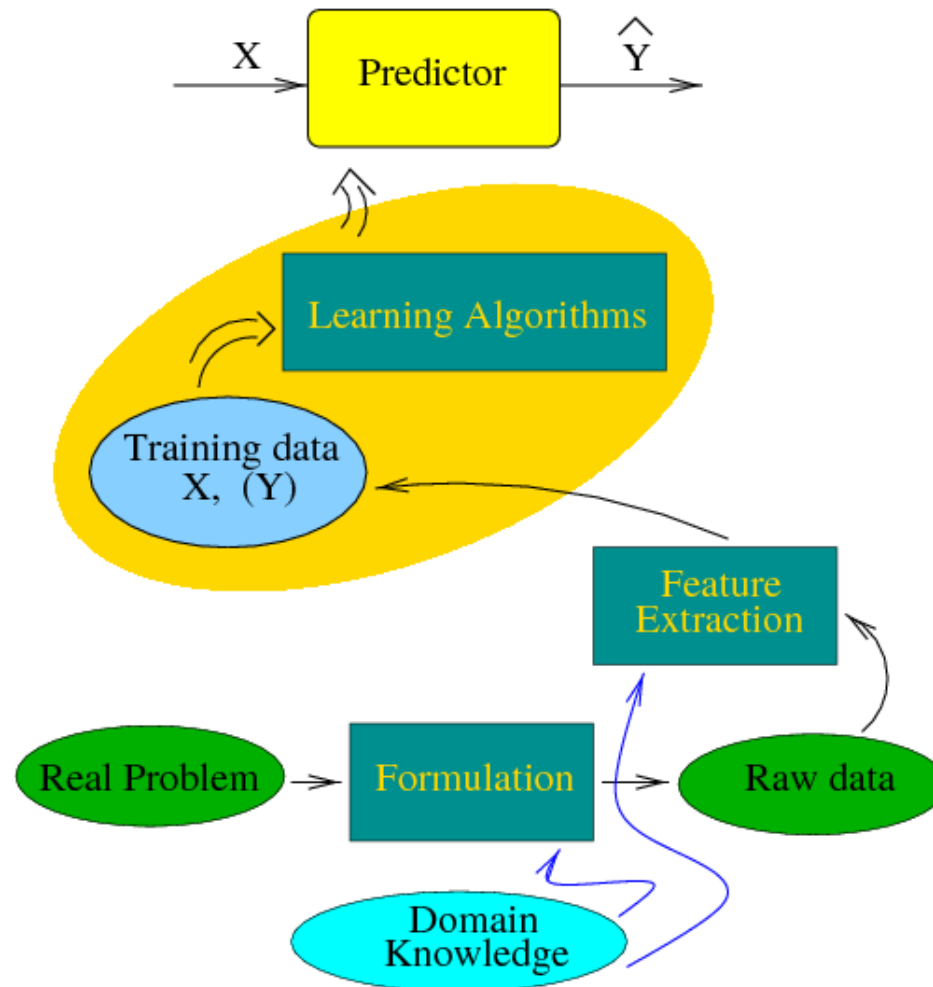 X
Predictor
Ŷ
Learning Algorithms
Training data
X, (Y)
Feature
Extraction
Real Problem
Formulation
Raw data
Domain
Knowledge